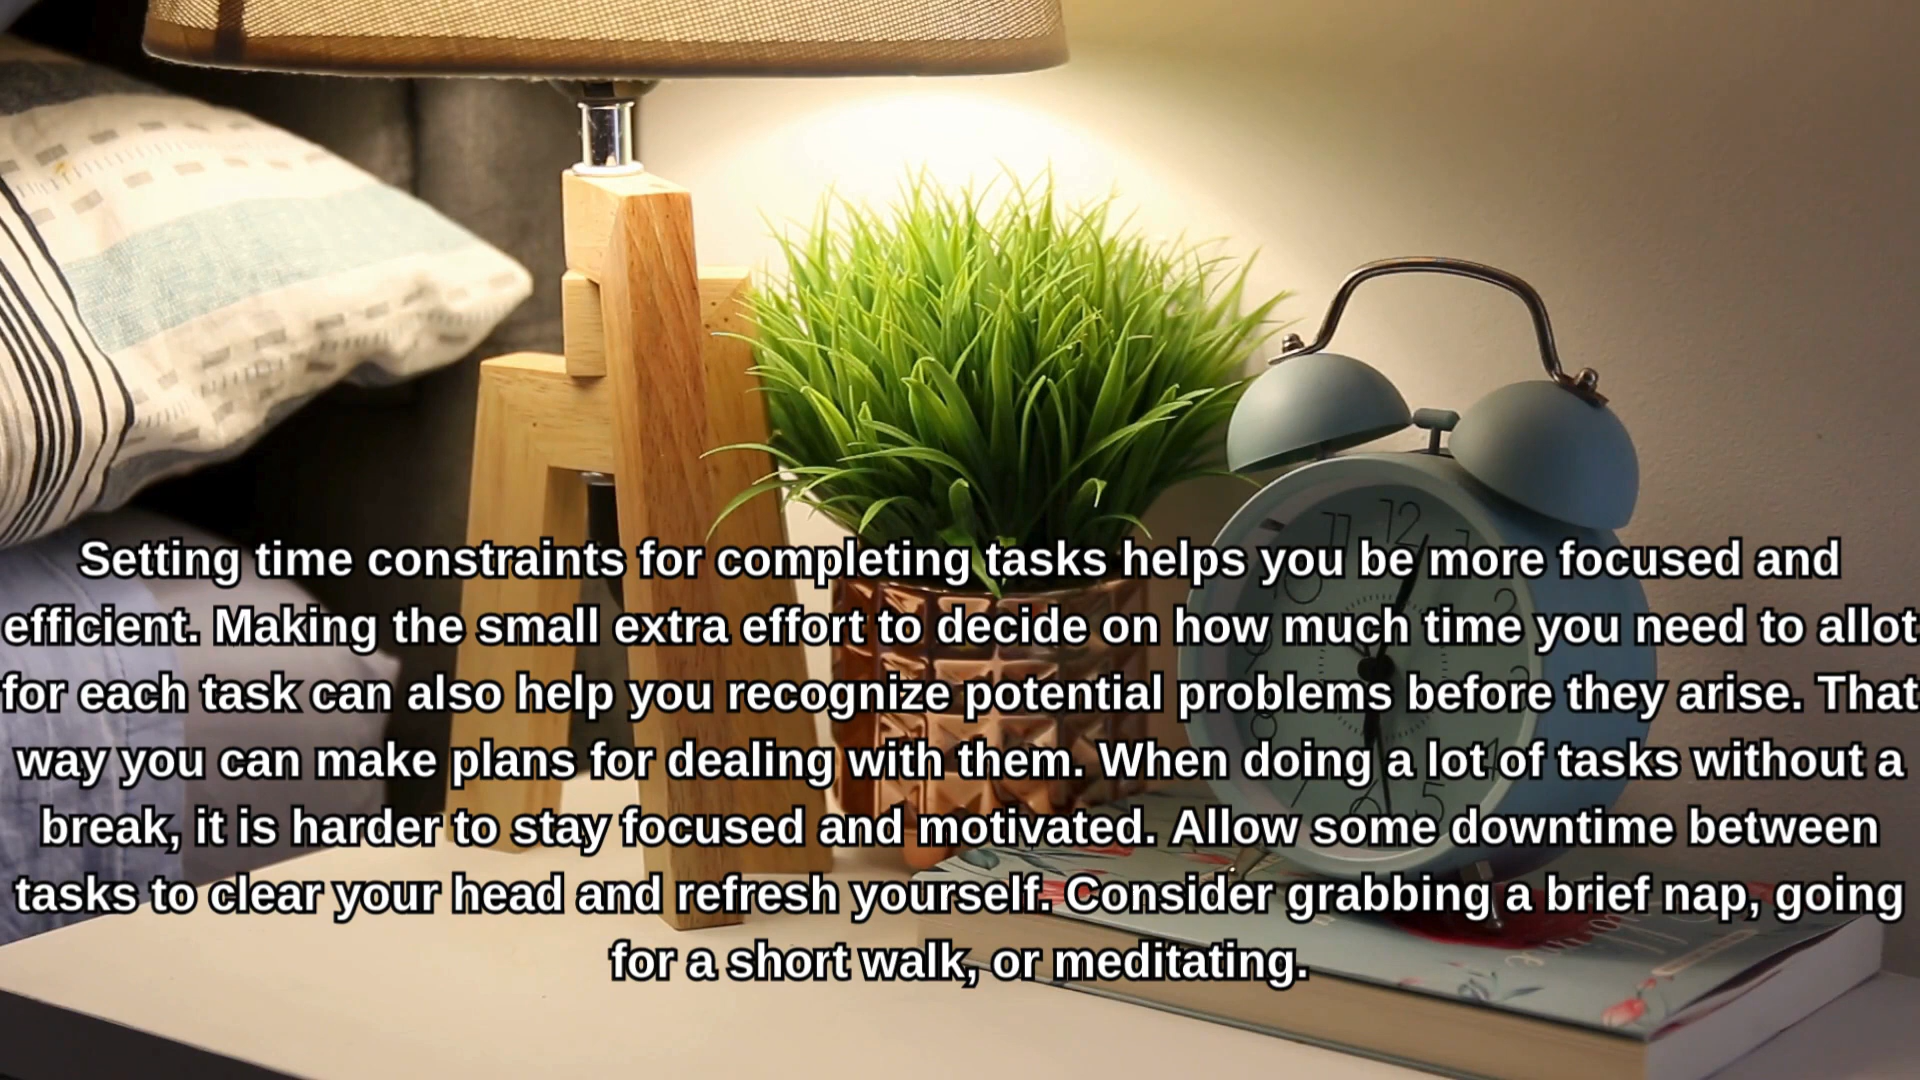 Setting time constraints for completing tasks helps you be more focused and
efficient. Making the small extra effort to decide on how much time you need to allot
for each task can also help you recognize potential problems before they arise. That
way you can make plans for dealing with them. When doing a lot of tasks without a
break, it is harder to stay focused and motivated. Allow some downtime between
tasks to clear your head and refresh yourself. Consider grabbing a brief nap, going
for a short walk, or meditating.
11 12
2